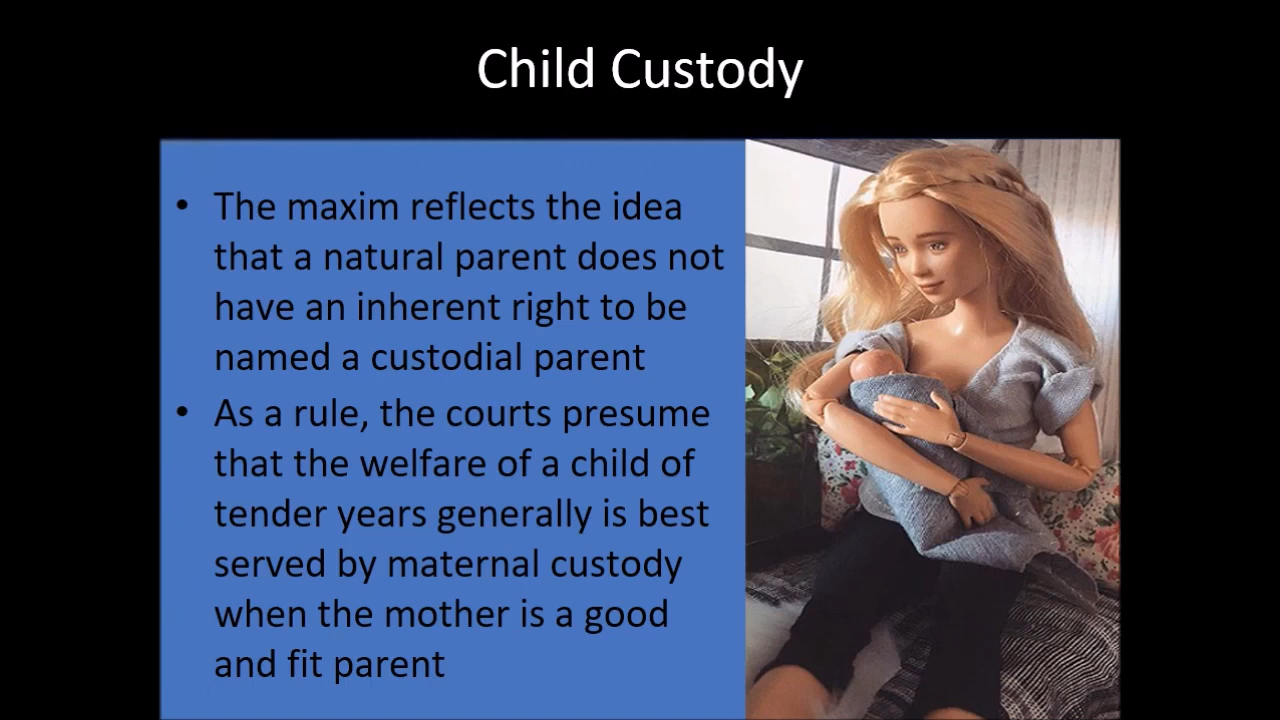 Child Custody
• The maxim reflects the idea
that a natural parent does not
have an inherent right to be
named a custodial parent
• As a rule, the courts presume
that the welfare of a child of
tender years generally is best
served by maternal custody
when the mother is a good
and fit parent